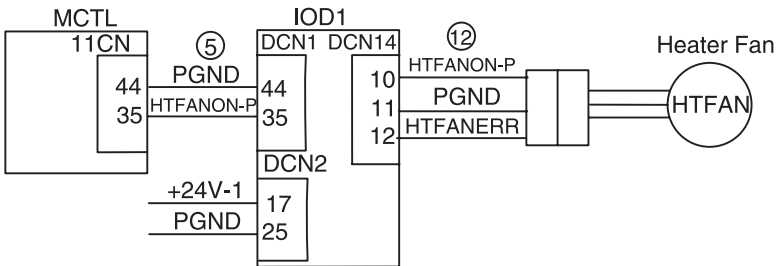 MCTL
IOD1
11CN
⑤
DCN1
DCN14
⑫
Heater Fan
44
PGND
44
10
HTFANON-P
35
HTFANON-P
35
11
PGND
HTFAN
12
HTFANERR
DCN2
+24V-1
17
PGND
25